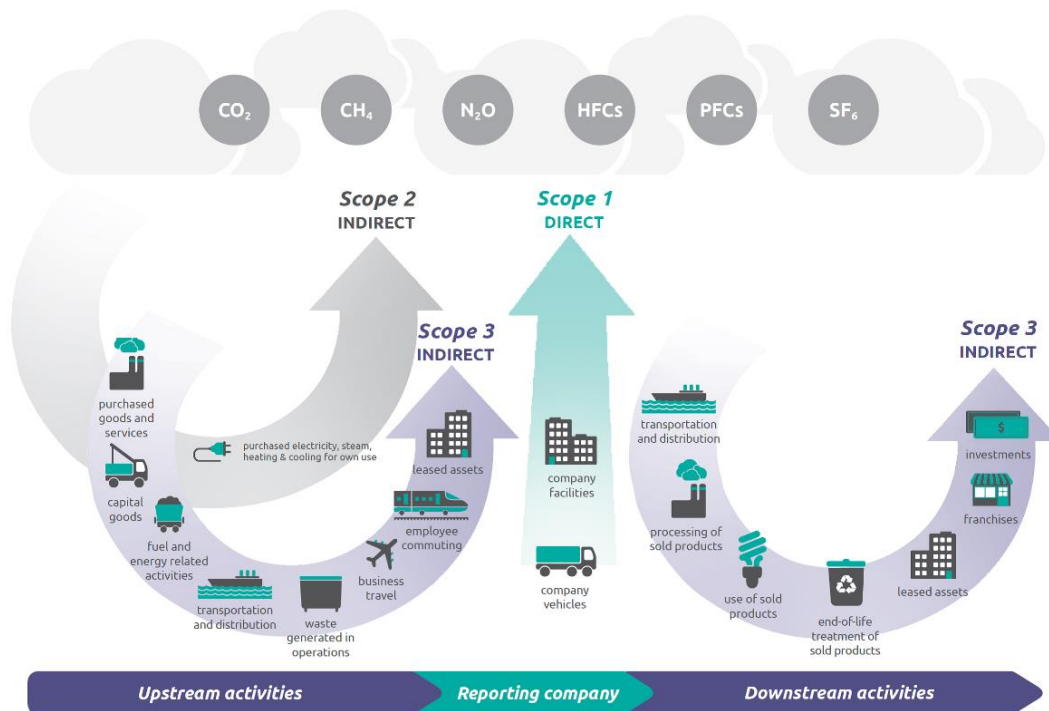 CO₂
CH₄
N₂O
HFCs
PFCs
SF₆
Scope 2
INDIRECT
Scope 1
DIRECT
Scope 3
INDIRECT
Scope 3
INDIRECT
purchased
goods and
services
capital
goods
fuel and
energy related
activities
purchased electricity, steam,
heating & cooling for own use
transportation
and distribution
waste
generated in
operations
business
travel
employee
commuting
leased assets
company
facilities
company
vehicles
transportation
and distribution
processing of
sold products
use of sold
products
end-of-life
treatment of
sold products
leased assets
franchises
$
investments
Upstream activities
Reporting company
Downstream activities